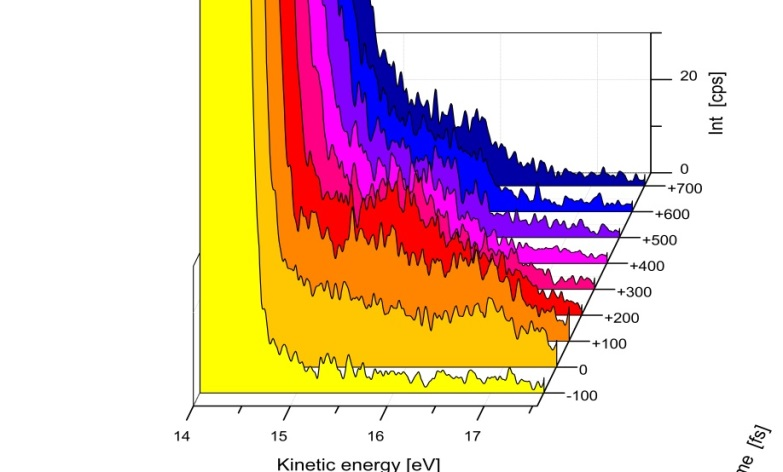 20
Int [cps]
0
+700
+600
+500
+400
+300
+200
+100
0
-100
14 15 16 17
Kinetic energy [eV]
[fs]